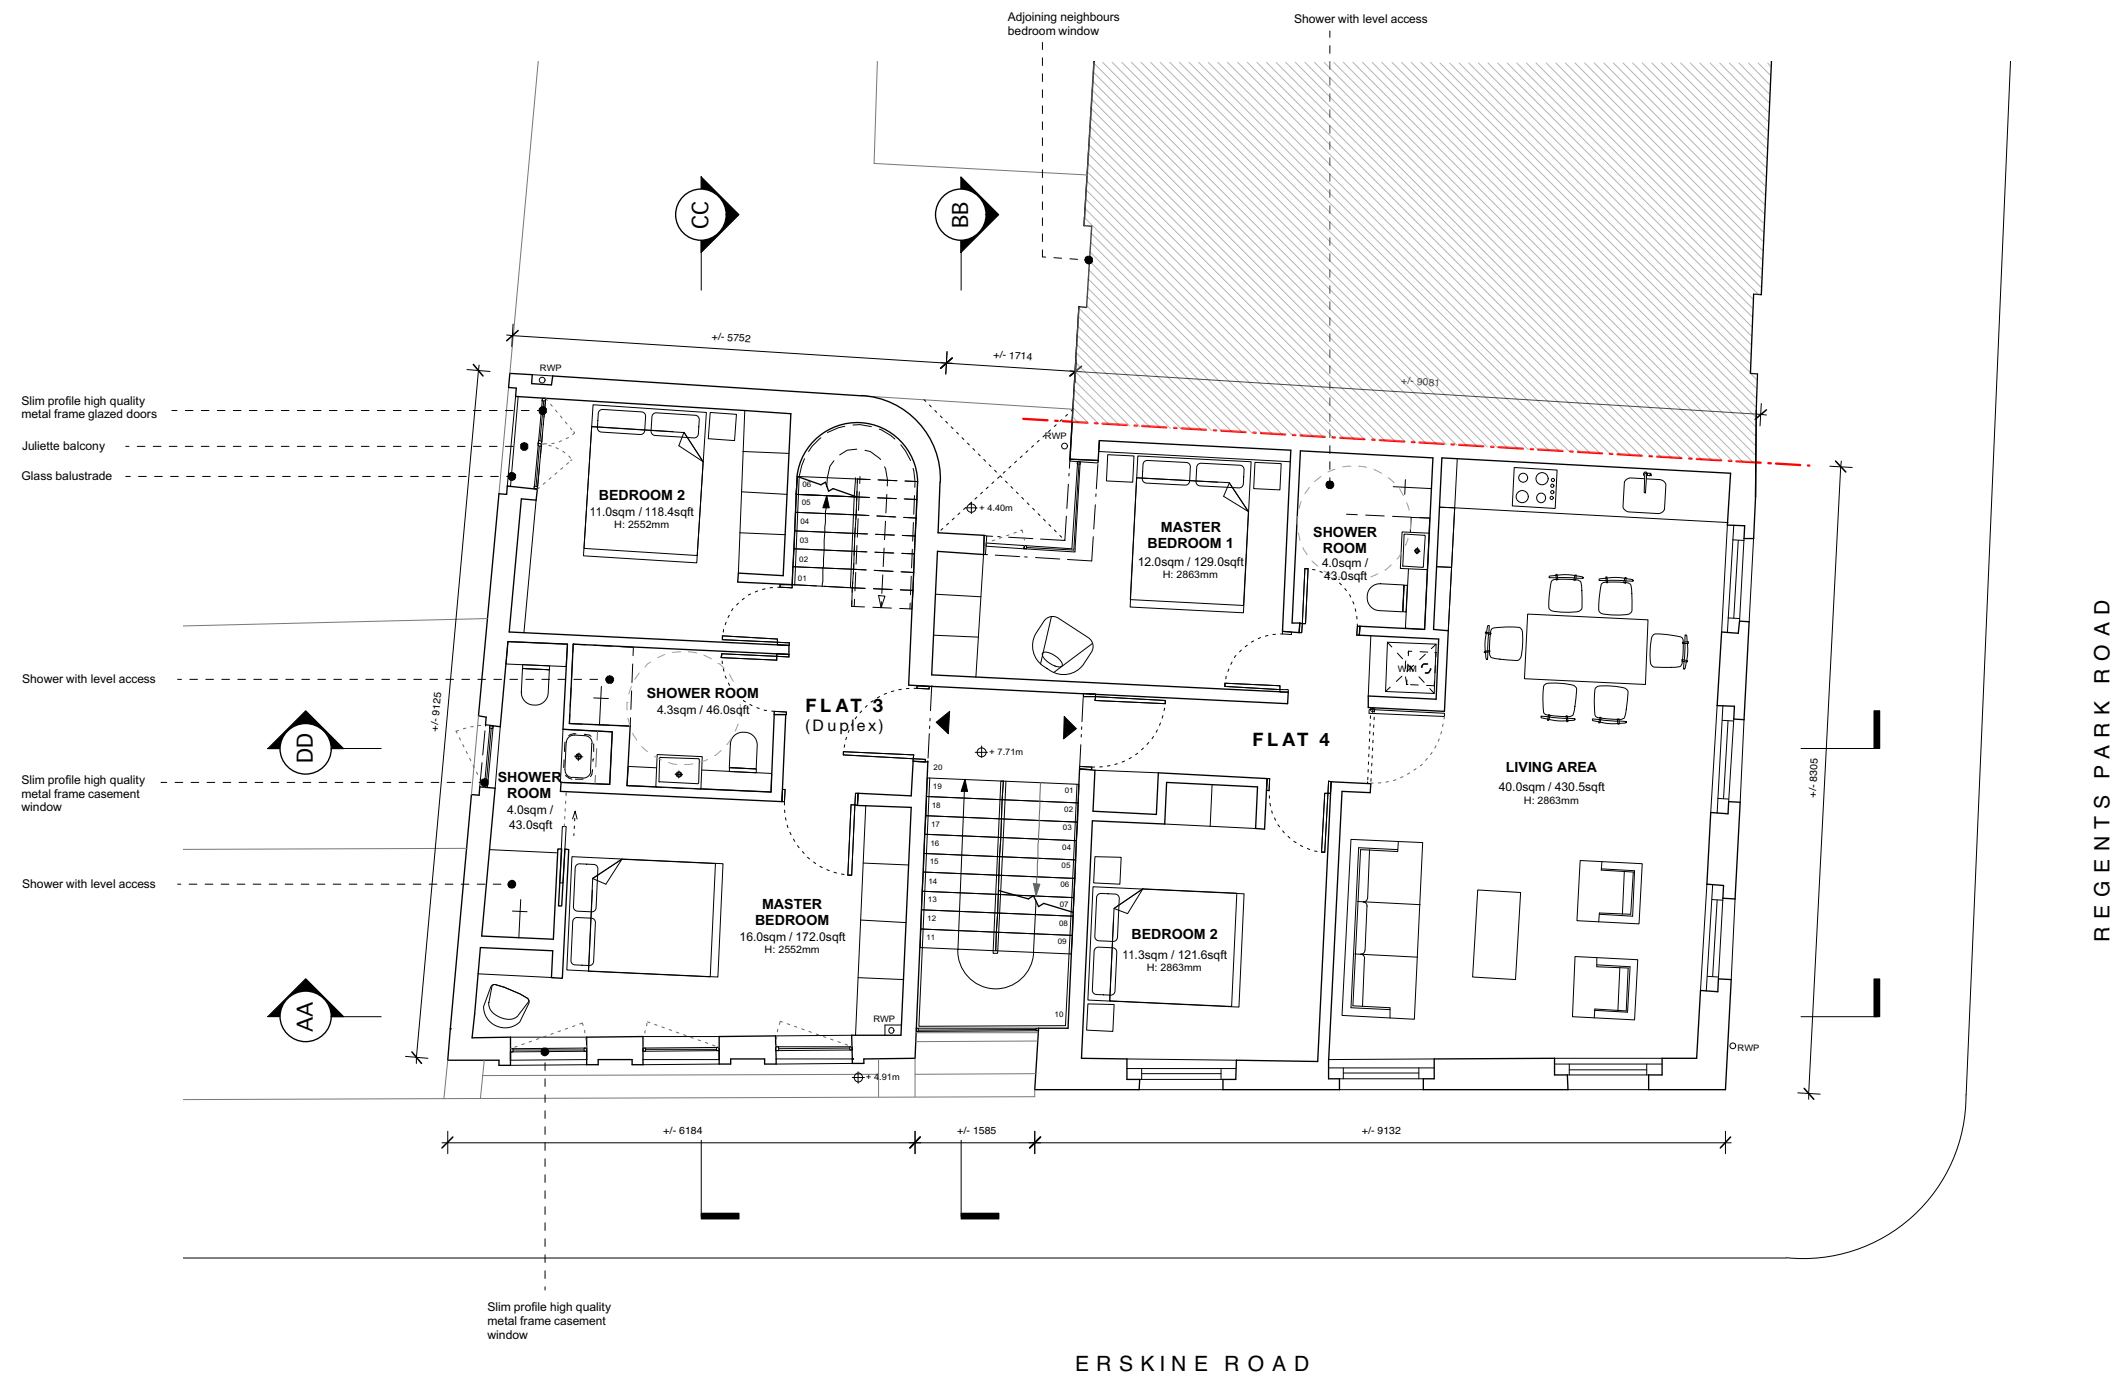 Adjoining neighbours
bedroom window
Shower with level access
CC
BB
+/- 5752
+/- 1714
+/- 9081
RWP
Slim profile high quality
metal frame glazed doors
Juliette balcony
Glass balustrade
RWP
BEDROOM 2
11.0sqm / 118.4sqft
H: 2552mm
06
05
04
03
02
01
+ 4.40m
MASTER
BEDROOM 1
12.0sqm / 129.0sqft
H: 2863mm
SHOWER
ROOM
4.0sqm /
43.0sqft
REGENTS PARK ROAD
Shower with level access
SHOWER ROOM
4.3sqm / 46.0sqft
+/- 9125
FLAT 3
(Duplex)
+ 7.71m
FLAT 4
DD
LIVING AREA
40.0sqm / 430.5sqft
H: 2863mm
+/- 8305
Slim profile high quality
metal frame casement
window
SHOWER
ROOM
4.0sqm /
43.0sqft
20
19
18
17
16
15
14
13
12
11
01
02
03
04
05
06
07
08
09
10
Shower with level access
MASTER
BEDROOM
16.0sqm / 172.0sqft
H: 2552mm
BEDROOM 2
11.3sqm / 121.6sqft
H: 2863mm
AA
RWP
RWP
+ 4.91m
+/- 6184
+/- 1585
+/- 9132
Slim profile high quality
metal frame casement
window
ERSKINE ROAD